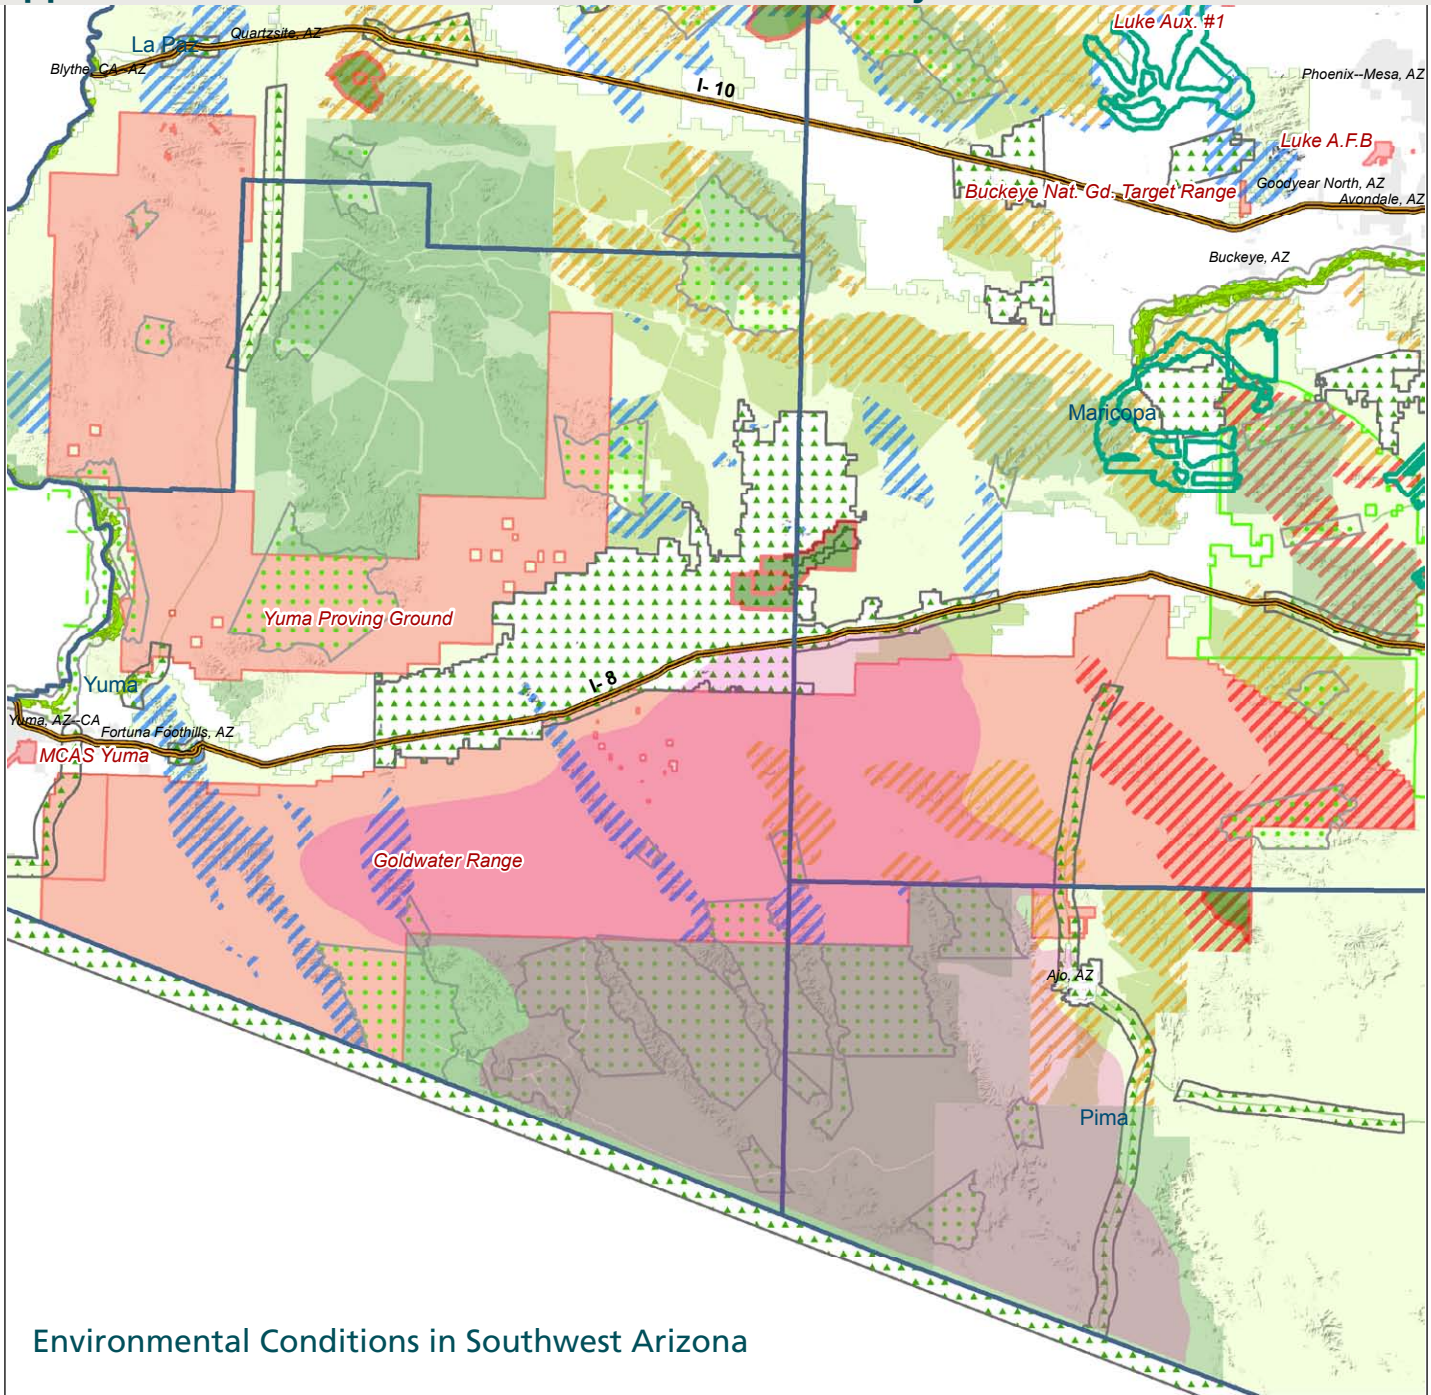 Luke Aux. #1
La Paz
Quartzsite, AZ
Blythe, CA--AZ
Phoenix--Mesa, AZ
I- 10
Luke A.F.B
Buckeye Nat. Gd. Target Range
Goodyear North, AZ
Avondale, AZ
Buckeye, AZ
Maricopa
Yuma Proving Ground
Yuma
I- 8
Yuma, AZ--CA
Fortuna Foothills, AZ
MCAS Yuma
Goldwater Range
Ajo, AZ
Pima
Environmental Conditions in Southwest Arizona